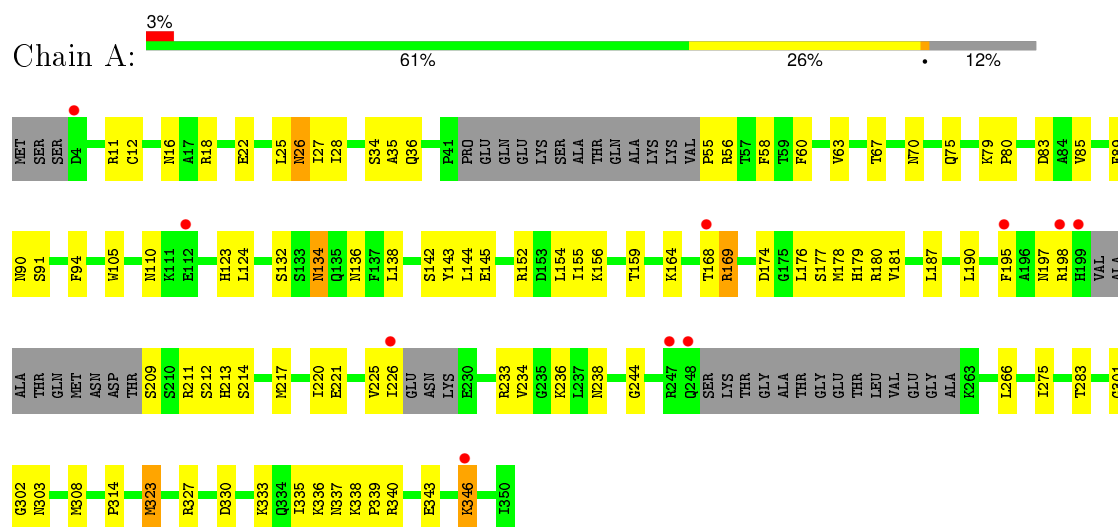 3%
Chain A:
61% 26% • 12%
MET SER SER D4 R11 C12 N16 A17 R18 E22 L25 N26 I27 I28 S34 A35 Q36 P41 PRO GLU GLN GLU LYS SER ALA THR GLN ALA LYS LYS VAL P55 R56 T57 F58 T59 F60 V63 T67 N70 Q75 K79 P80 D83 A84 V85
N90 S91 F94 W105 N110 K111 E112 H123 L124 S132 S133 N134 Q135 N136 F137 L138 S142 Y143 L144 E145 R152 D153 L154 I155 K156 T159 K164 T168 R169 D174 G175 L176 S177 M178 H179 R180 V181 L187 L190 F195 A196 N197 R198 H199 VAL ALA
ALA THR GLN MET ASN ASP THR S209 S210 R211 S212 H213 S214 M217 I220 E221 V225 I226 GLU ASN LYS E230 R233 V234 G235 K236 L237 N238 G244 R247 Q248 SER LYS THR GLY ALA THR GLY GLU THR LEU VAL GLU GLY ALA K263 L266 I275 T283
G302 N303 M308 P314 M323 R327 D330 K333 Q334 I335 K336 N337 K338 P339 R340 E343 K346 I350